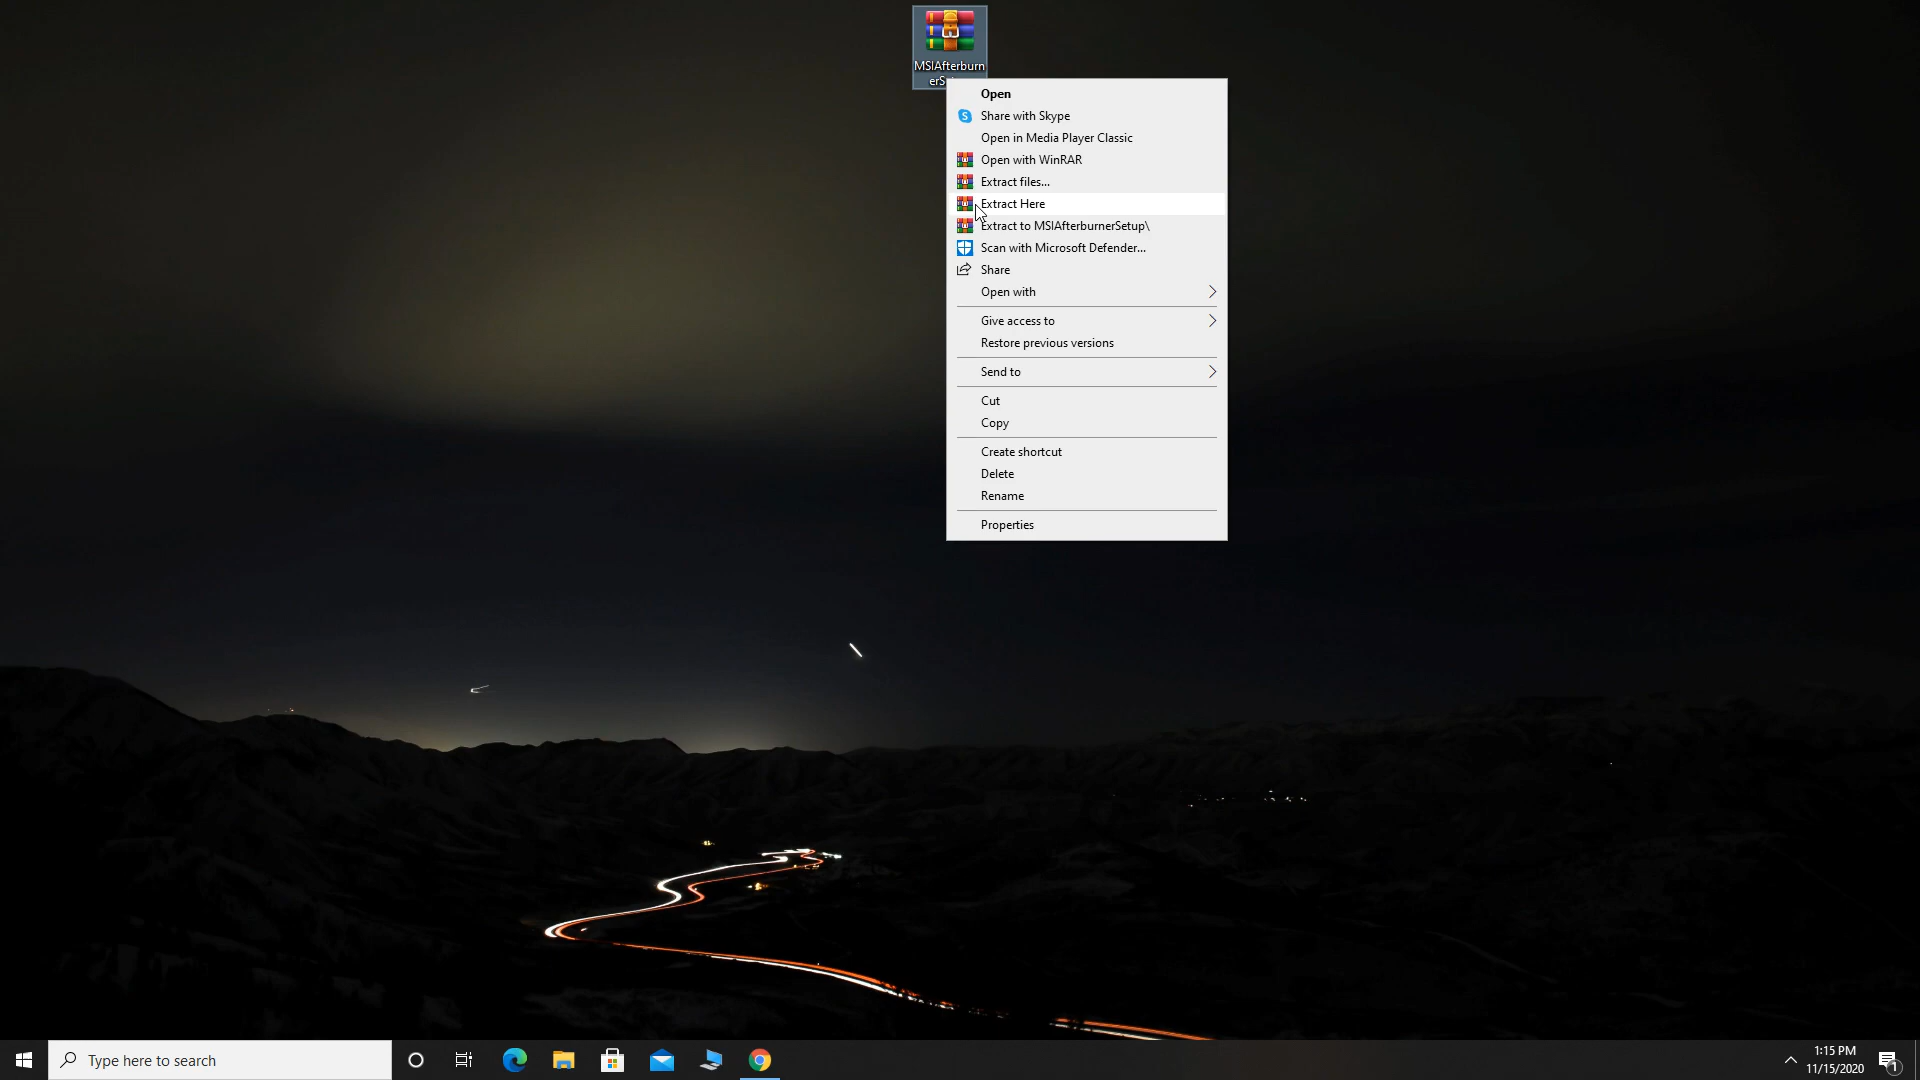 MSIAfterburn
Open
Share with Skype
Open in Media Player Classic
Open with WinRAR
Extract files...
Extract Here
Extract to MSIAfterburnerSetup\
Scan with Microsoft Defender...
Share
Open with
Give access to
Restore previous versions
Send to
Cut
Copy
Create shortcut
Delete
Rename
Properties
Type here to search
1:15 PM
11/15/2020
1